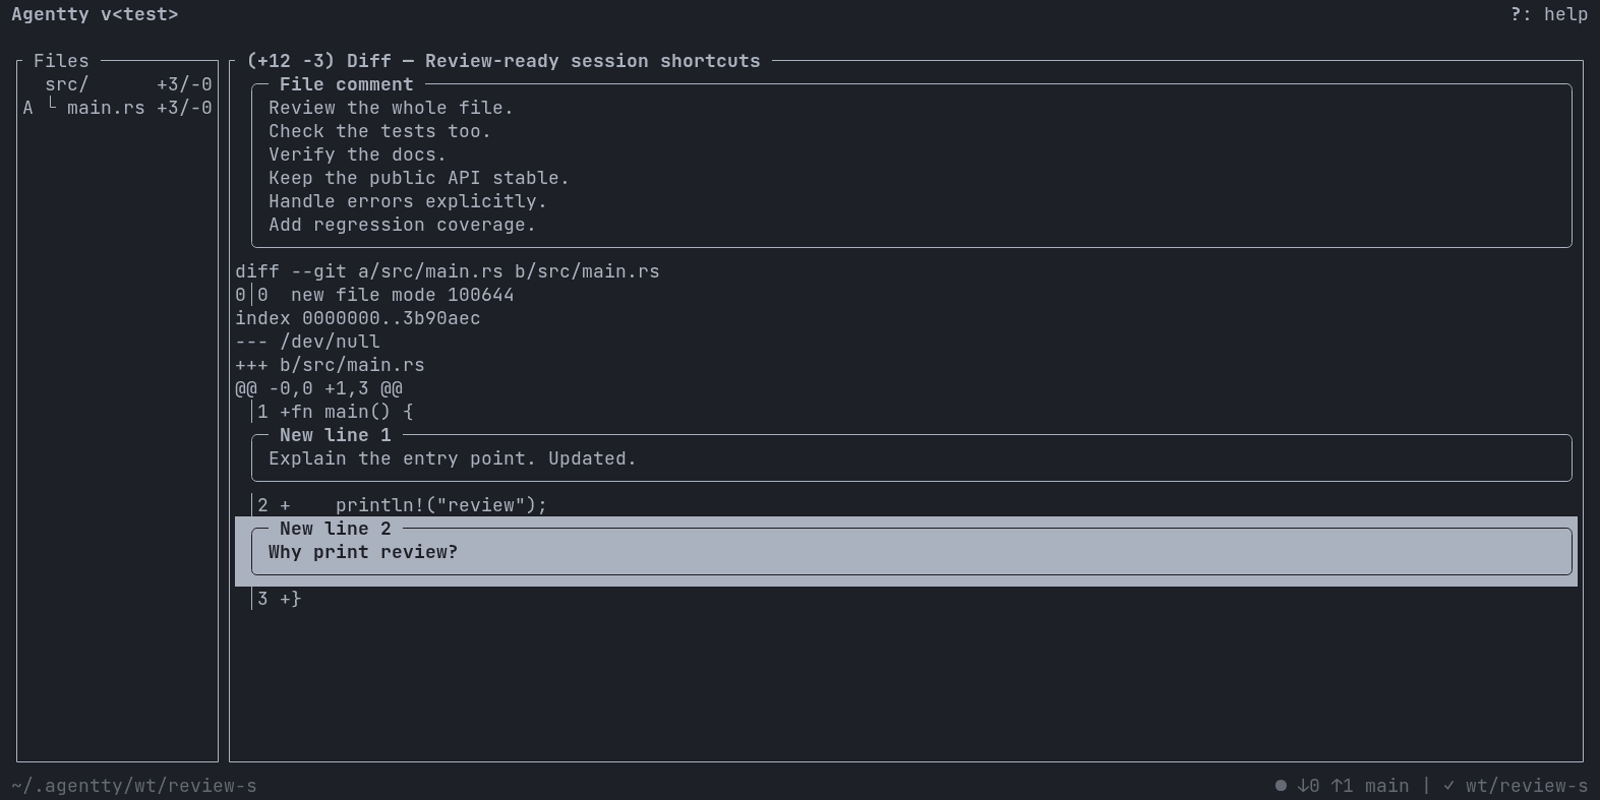 Agentty v<test>
?: help
Files
(+12 -3) Diff — Review-ready session shortcuts
src/ +3/-0
A └ main.rs +3/-0
File comment
Review the whole file.
Check the tests too.
Verify the docs.
Keep the public API stable.
Handle errors explicitly.
Add regression coverage.
diff --git a/src/main.rs b/src/main.rs
0│0  new file mode 100644
index 0000000..3b90aec
--- /dev/null
+++ b/src/main.rs
@@ -0,0 +1,3 @@
│1 +fn main() {
New line 1
Explain the entry point. Updated.
│2 +    println!("review");
New line 2
Why print review?
│3 +}
~/.agentty/wt/review-s
● ↓0 ↑1 main | ✓ wt/review-s